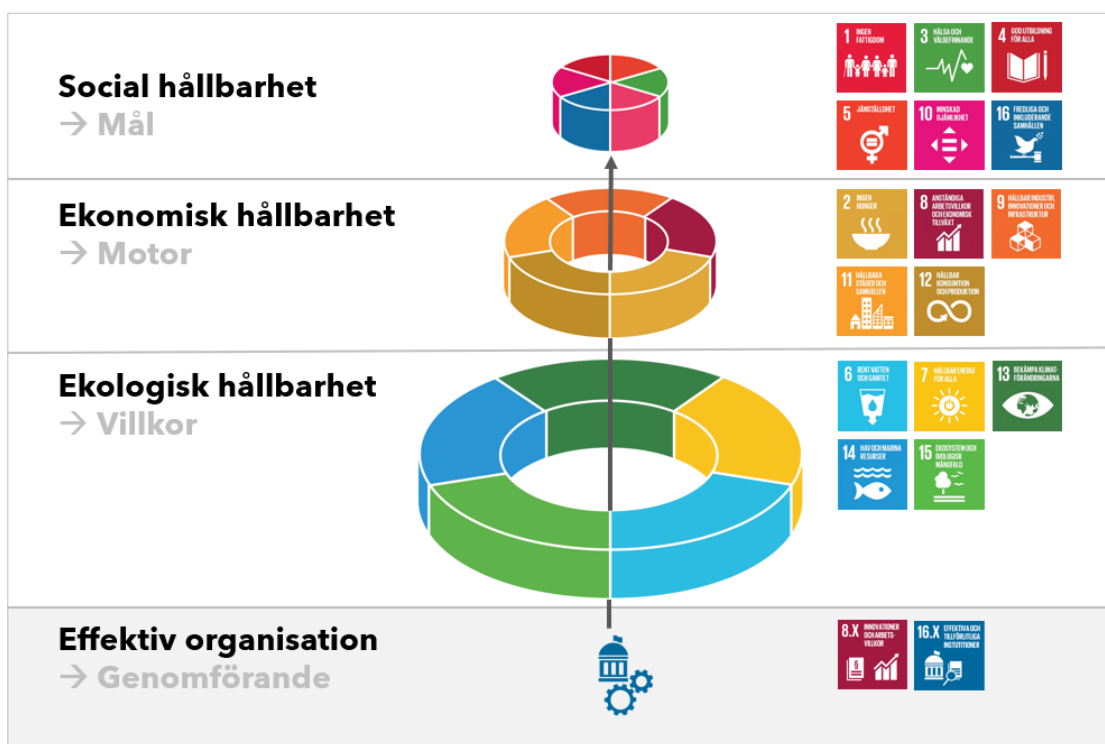 Social hållbarhet
→ Mål
1 INGEN
FATTIGDOM
3 HÄLSA OCH
VÄLBEFINNANDE
4 GOD UTBILDNING
FÖR ALLA
5 JÄMSTÄLLDHET
10 MINSKAD
OJÄMLIKHET
16 FREDLIGA OCH
INKLUDERANDE
SAMHÄLLEN
Ekonomisk hållbarhet
→ Motor
2 INGEN
HUNGER
8 ANSTÄNDIGA
ARBETSVILLKOR
OCH EKONOMISK
TILLVÄXT
9 HÅLLBAR INDUSTRI,
INNOVATIONER OCH
INFRASTRUKTUR
11 HÅLLBARA
STÄDER OCH
SAMHÄLLEN
12 HÅLLBAR
KONSUMTION
OCH PRODUKTION
Ekologisk hållbarhet
→ Villkor
6 RENT VATTEN
OCH SANITET
7 HÅLLBAR ENERGI
FÖR ALLA
13 BEKÄMPA KLIMAT-
FÖRÄNDRINGARNA
14 HAV OCH MARINA
RESURSER
15 EKOSYSTEM OCH
BIOLOGISK
MÅNGFALD
Effektiv organisation
→ Genomförande
8.X INNOVATIONER
OCH ARBETS-
VILLKOR
§
16.X EFFEKTIVA OCH
TILLFÖRLITLIGA
INSTITUTIONER